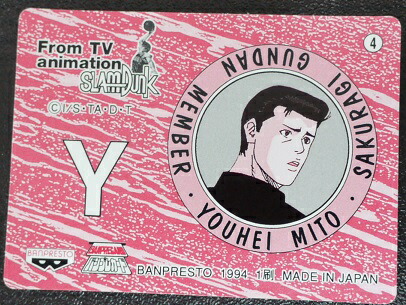 From TV
animation
SLAM DUNK
4
©I/S・TA・D・T
SAKURAGI GUNDAN MEMBER・YOUHEI MITO・
Y
BANPRESTO
BANPRESTO 1994 1刷. MADE IN JAPAN